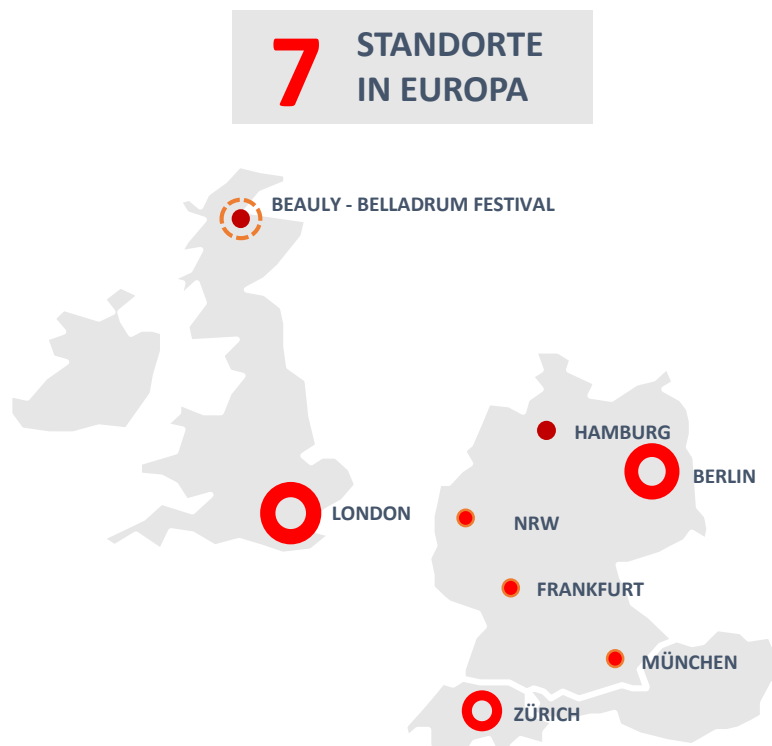 7
STANDORTE
IN EUROPA
BEAULY - BELLADRUM FESTIVAL
HAMBURG
BERLIN
LONDON
NRW
FRANKFURT
MÜNCHEN
ZÜRICH